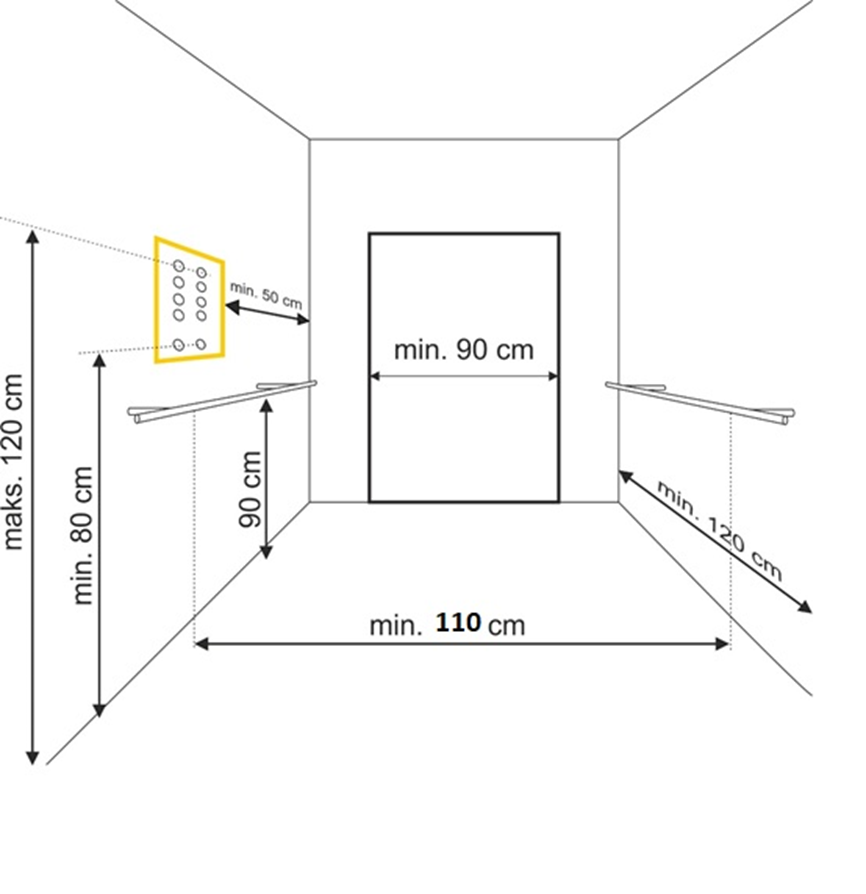 min. 50 cm
min. 90 cm
maks. 120 cm
min. 80 cm
90 cm
min. 120 cm
min. 110 cm